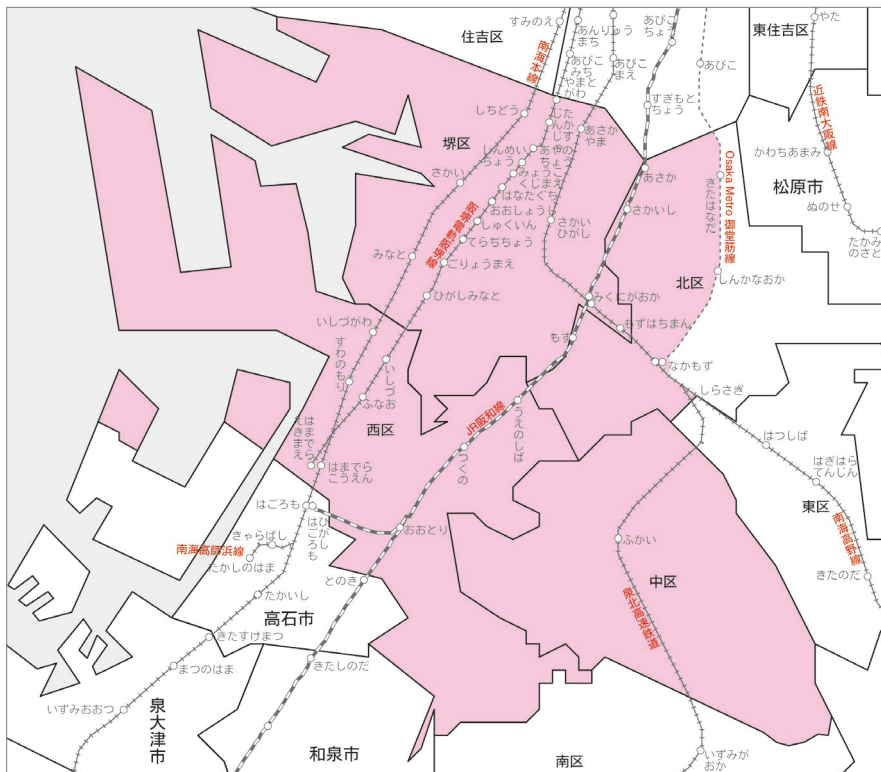 すみのえ
住吉区
あんりゅう
まち
あびこ
ちょう
東住吉区
やた
南海本線
あびこ
みち
やまと
がわ
あびこ
まえ
あびこ
すぎもと
ちょう
近鉄南大阪線
しちどう
たかすじんじゃ
あさか
やま
堺区
しんめい
ちょう
あやの
ちょう
かわちあまみ
さかい
みょうこ
くじまえ
あさか
Osaka Metro 御堂筋線
きたはなだ
松原市
はなたぐち
ぬのせ
阪堺電軌阪堺線
おおしょうじ
さかいし
しゅくいん
さかい
ひがし
たかみ
のさと
てらぢちょう
みなと
ごりょうまえ
しんかなおか
北区
ひがしみなと
みくにがおか
いしづがわ
もずはちまん
すわのもり
もず
いしづ
なかもず
しらさぎ
ふなお
うえのしば
JR阪和線
西区
はまでら
えきまえ
はつしば
つくの
はまでら
こうえん
はぎはら
てんじん
東区
はごろも
ひがし
はごろも
おおとり
南海高野線
きゃらばし
南海高師浜線
たかしのはま
ふかい
とのき
中区
きたのだ
たかいし
高石市
泉北高速鉄道
きたすけまつ
まつのはま
きたしのだ
いずみおおつ
泉大津市
和泉市
南区
いずみが
おか